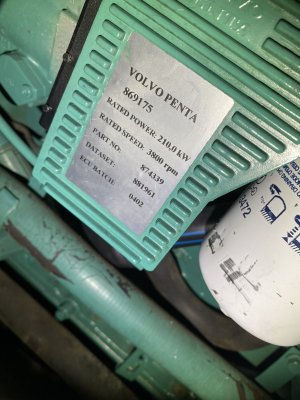 VOLVO PENTA
869175
RATED POWER: 210,0 kW
RATED SPEED: 3800 rpm
PART-NO: 874339
DATASET: 881961
ECU BATCH: 0402